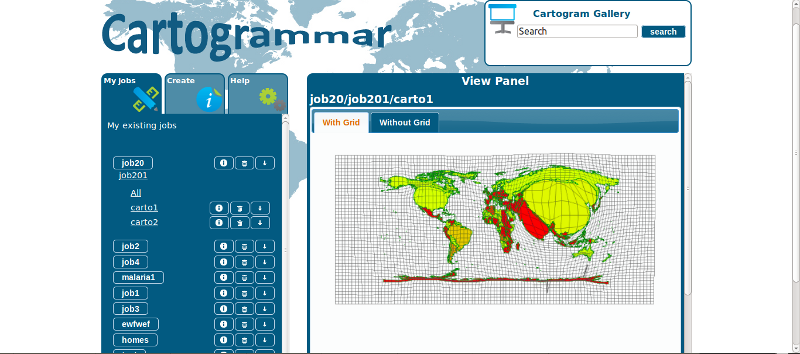 Cartogrammar
Cartogram Gallery
Search
search
My jobs
Create
Help
My existing jobs
job20
job201
All
carto1
carto2
job2
job4
malaria1
job1
job3
ewfwef
homes
View Panel
job20/job201/carto1
With Grid
Without Grid